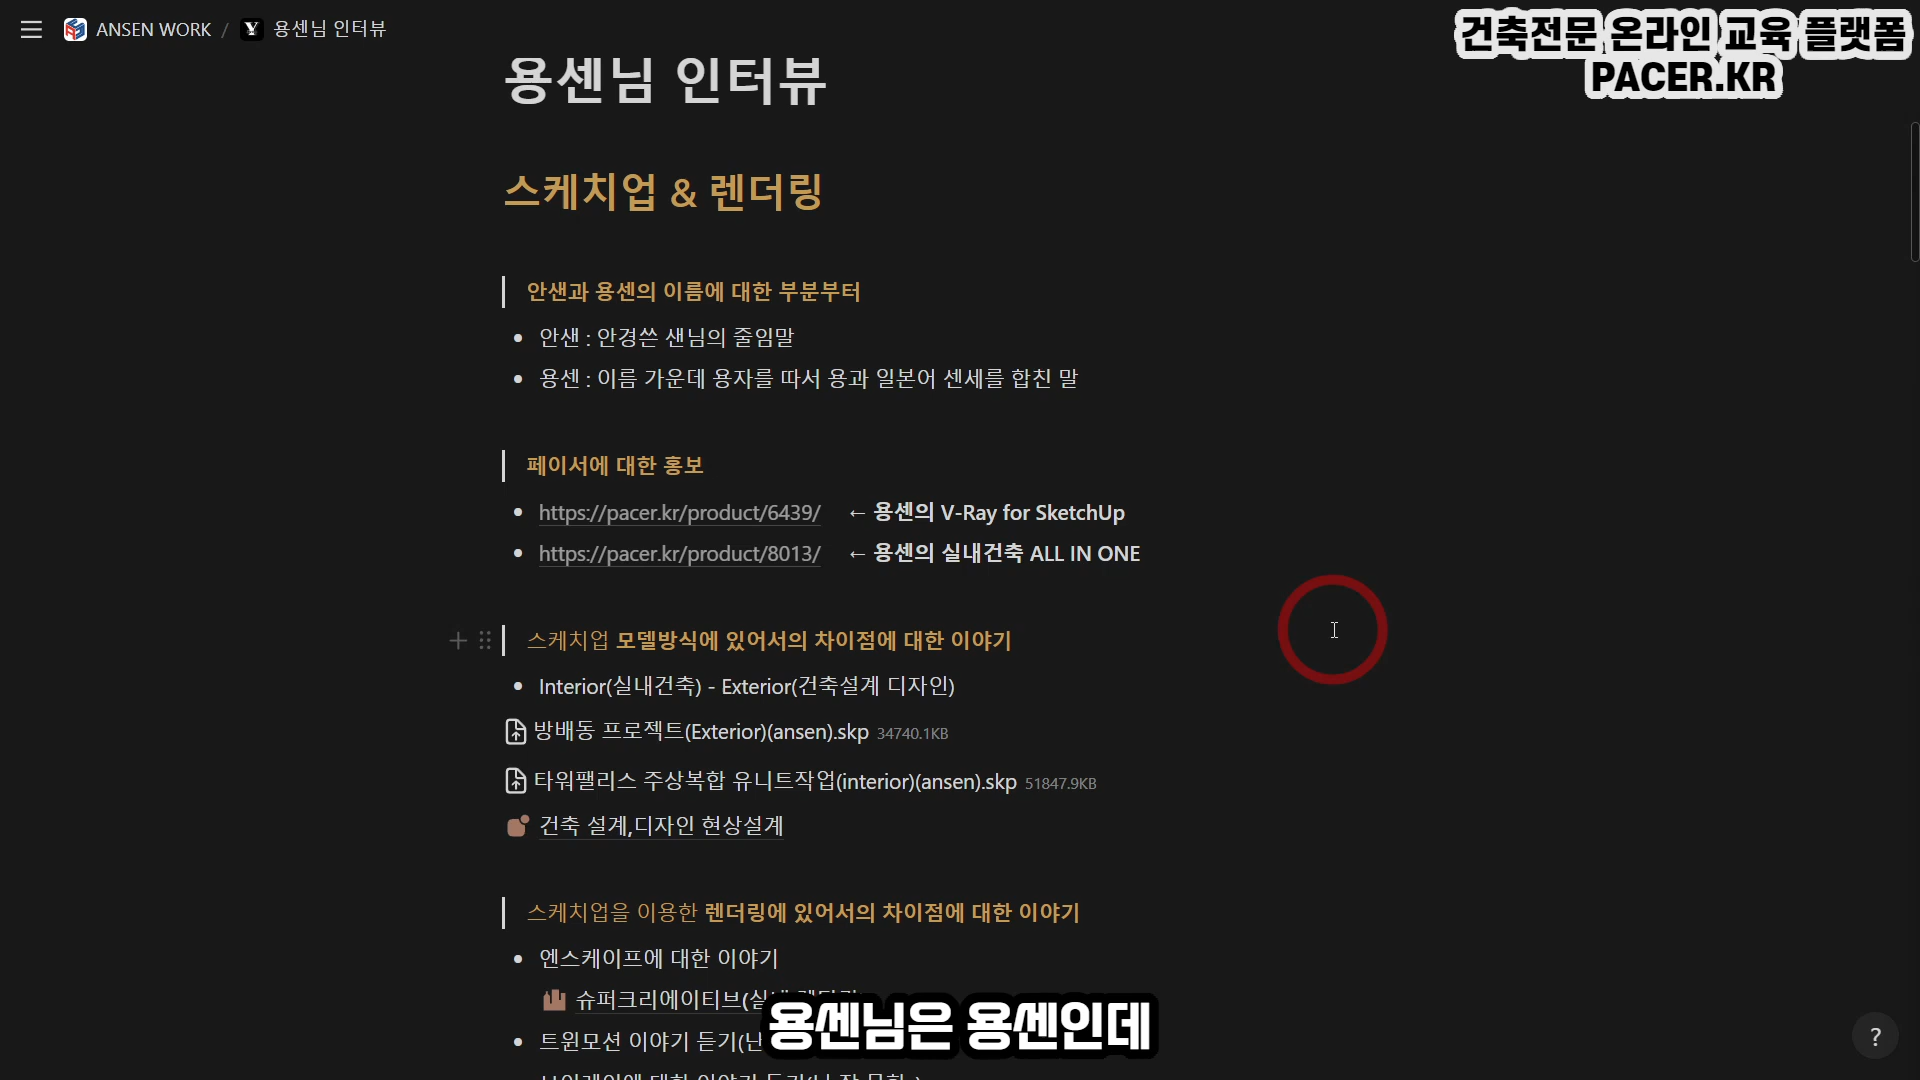 ANSEN WORK / 용센님 인터뷰
건축전문 온라인 교육 플랫폼
PACER.KR
용센님 인터뷰
스케치업 & 렌더링
안샌과 용센의 이름에 대한 부분부터
안샌 : 안경쓴 샌님의 줄임말
용센 : 이름 가운데 용자를 따서 용과 일본어 센세를 합친 말
페이서에 대한 홍보
https://pacer.kr/product/6439/ ← 용센의 V-Ray for SketchUp
https://pacer.kr/product/8013/ ← 용센의 실내건축 ALL IN ONE
스케치업 모델방식에 있어서의 차이점에 대한 이야기
Interior(실내건축) - Exterior(건축설계 디자인)
방배동 프로젝트(Exterior)(ansen).skp 34740.1KB
타워팰리스 주상복합 유니트작업(interior)(ansen).skp 51847.9KB
건축 설계,디자인 현상설계
스케치업을 이용한 렌더링에 있어서의 차이점에 대한 이야기
엔스케이프에 대한 이야기
슈퍼크리에이티브
트윈모션 이야기 듣기(난
용센님은 용센인데
?